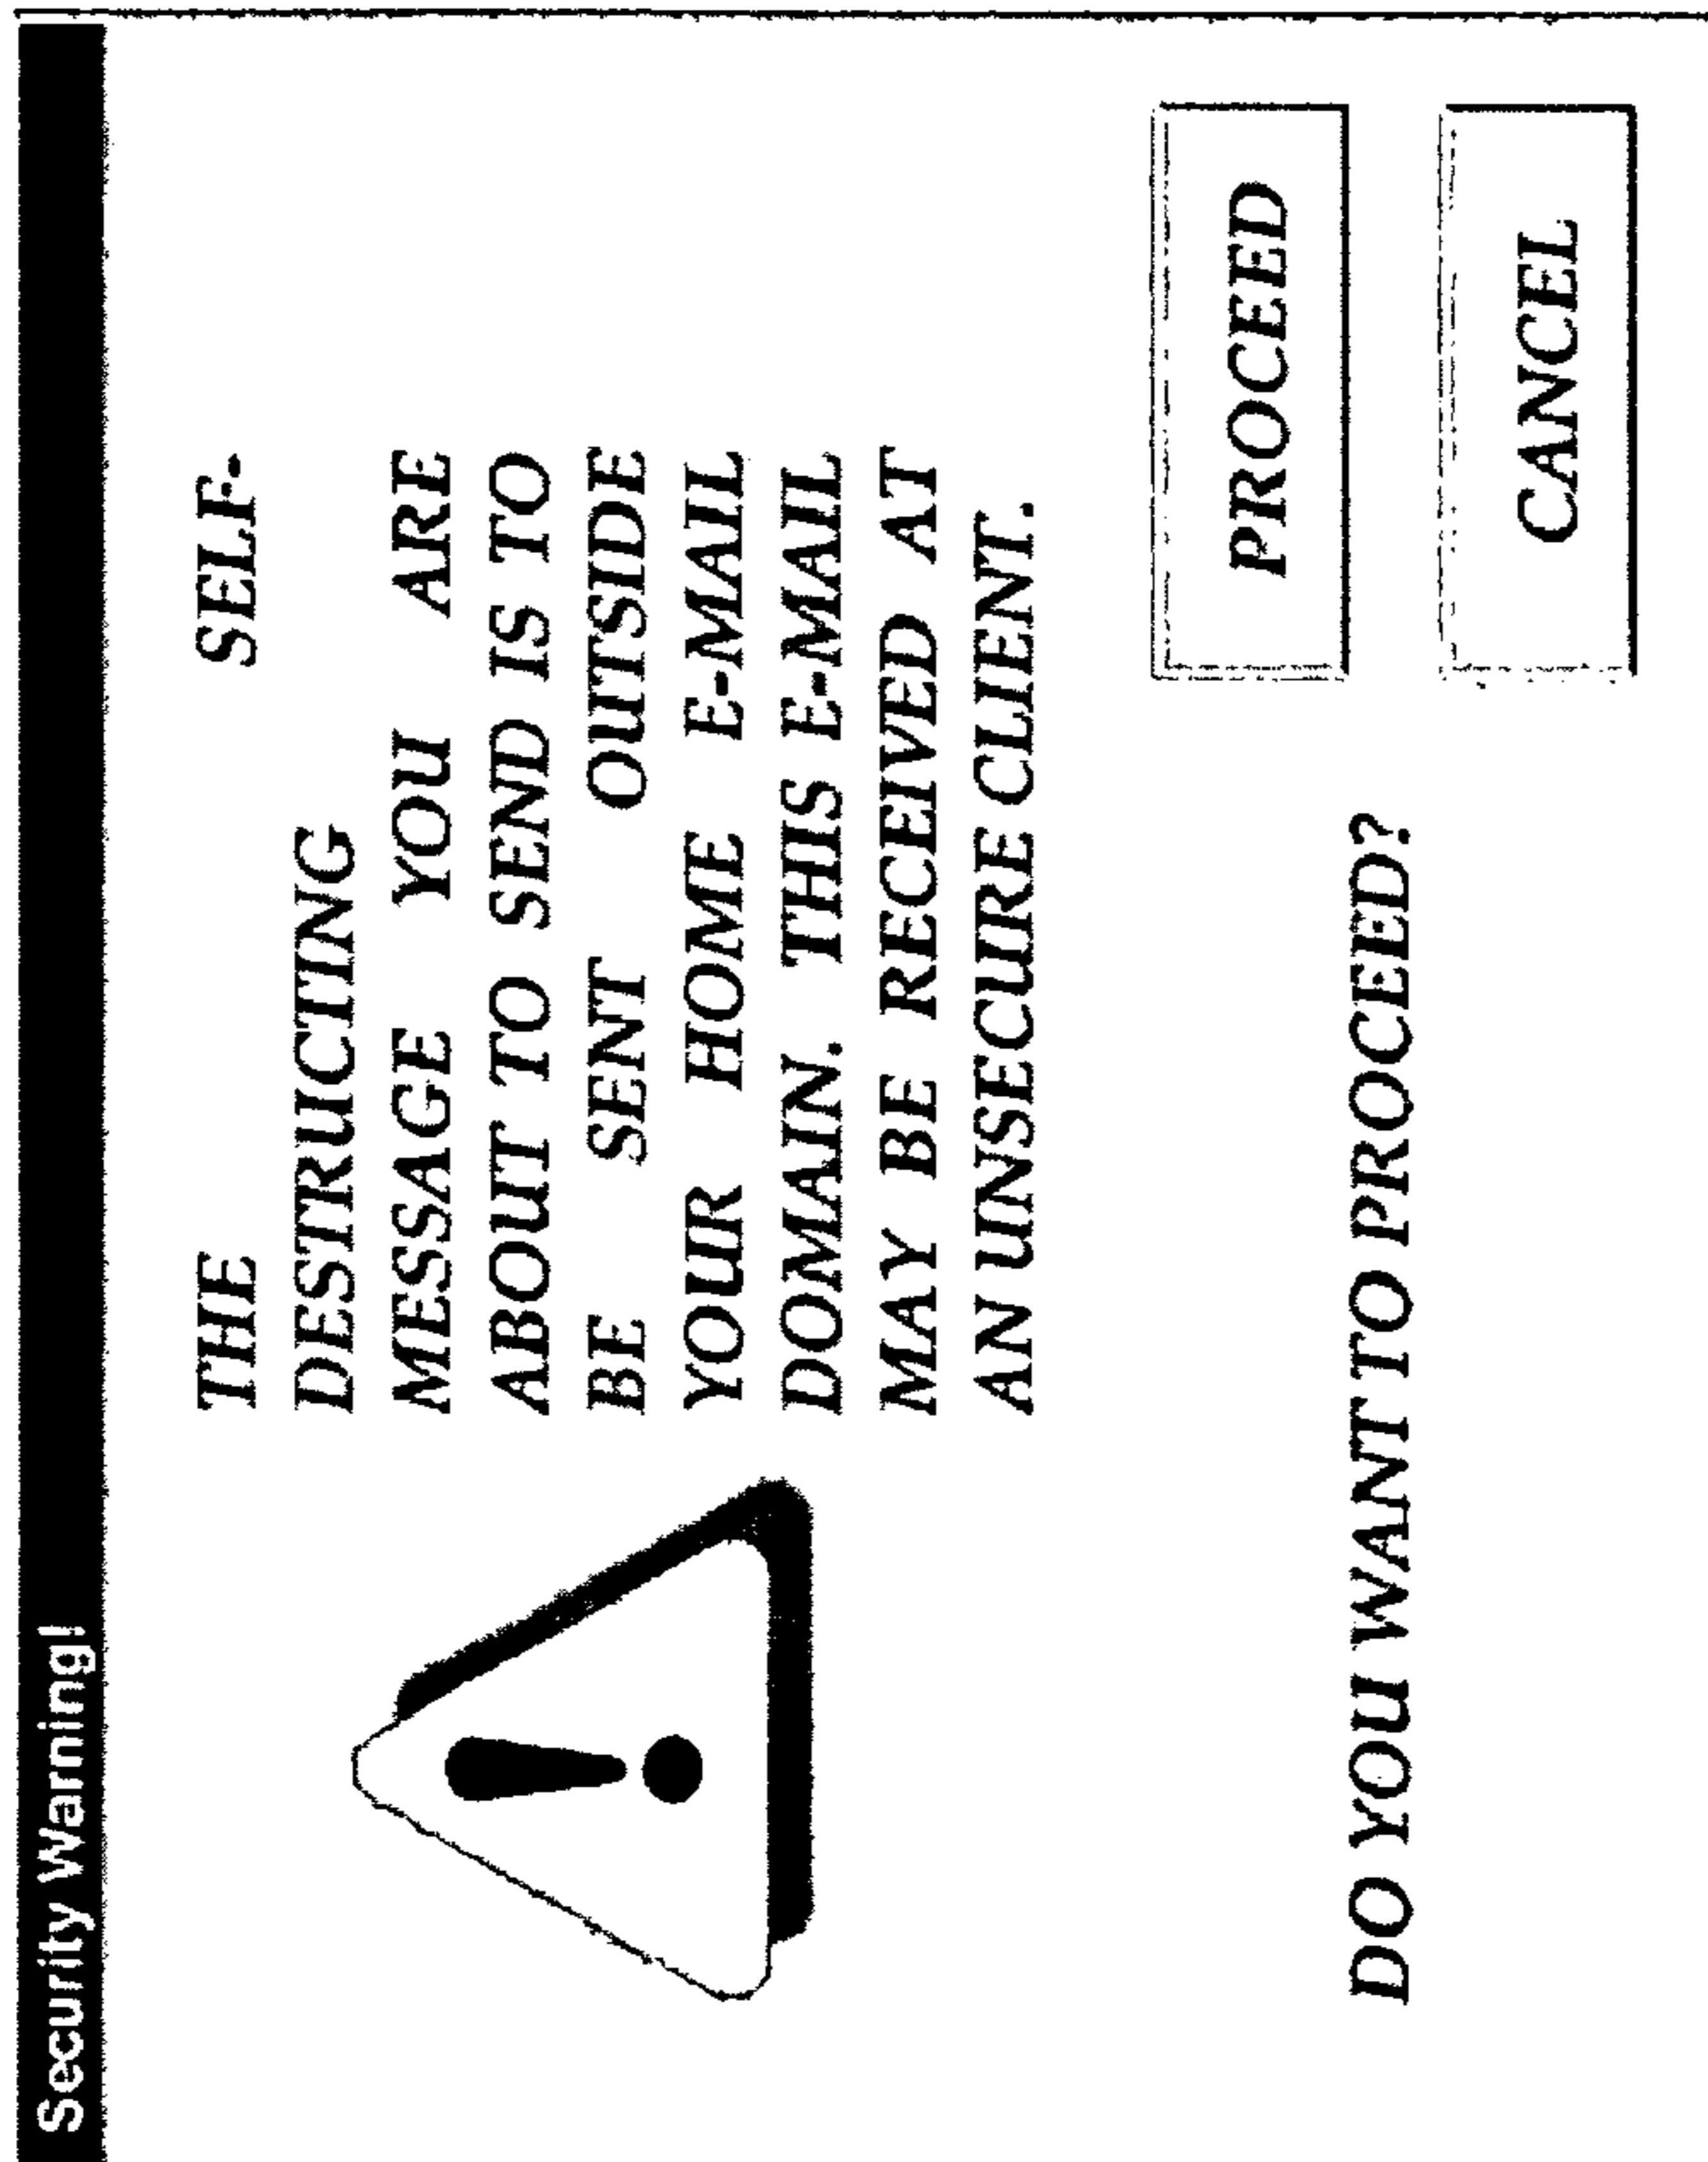 Security Warning!
THE SELF-
DESTRUCTING
MESSAGE YOU ARE
ABOUT TO SEND IS TO
BE SENT OUTSIDE
YOUR HOME E-MAIL
DOMAIN. THIS E-MAIL
MAY BE RECEIVED AT
AN UNSECURE CLIENT.
PROCEED
DO YOU WANT TO PROCEED?
CANCEL